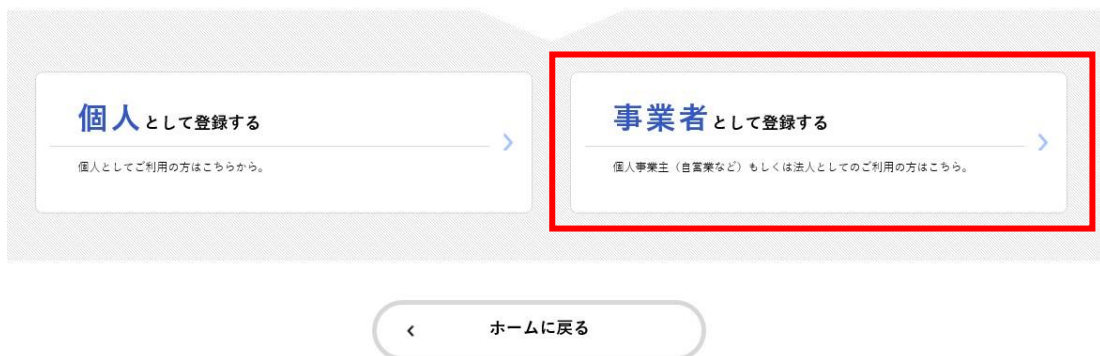 個人として登録する
個人としてご利用の方はこちらから。
事業者として登録する
個人事業主（自営業など）もしくは法人としてのご利用の方はこちら。
ホームに戻る